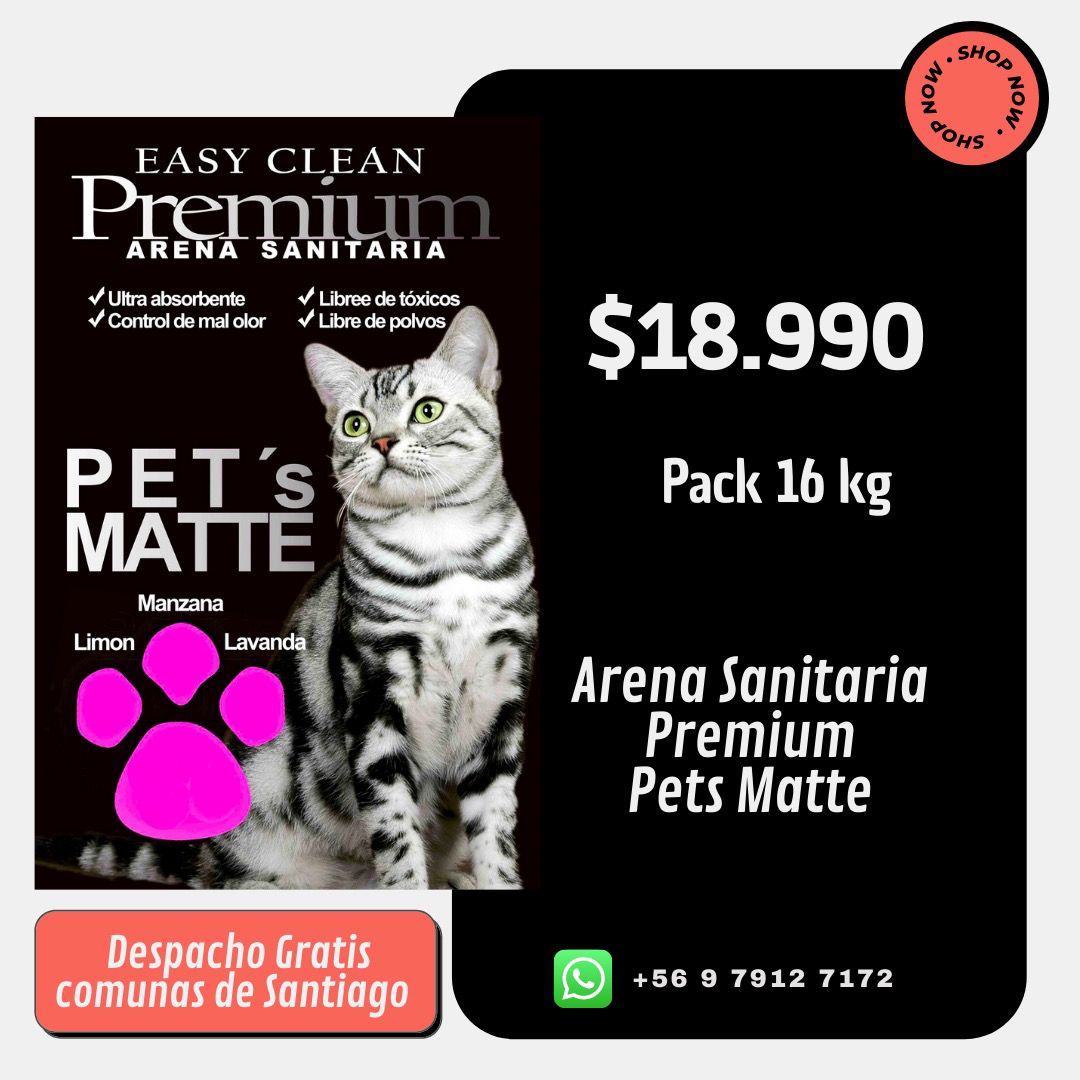 SHOP NOW • SHOP NOW •
EASY CLEAN
Premium
ARENA SANITARIA
✓ Ultra absorbente
✓ Control de mal olor
✓ Libree de tóxicos
✓ Libre de polvos
PET´s
MATTE
Manzana
Limon
Lavanda
$18.990
Pack 16 kg
Arena Sanitaria
Premium
Pets Matte
Despacho Gratis
comunas de Santiago
+56 9 7912 7172